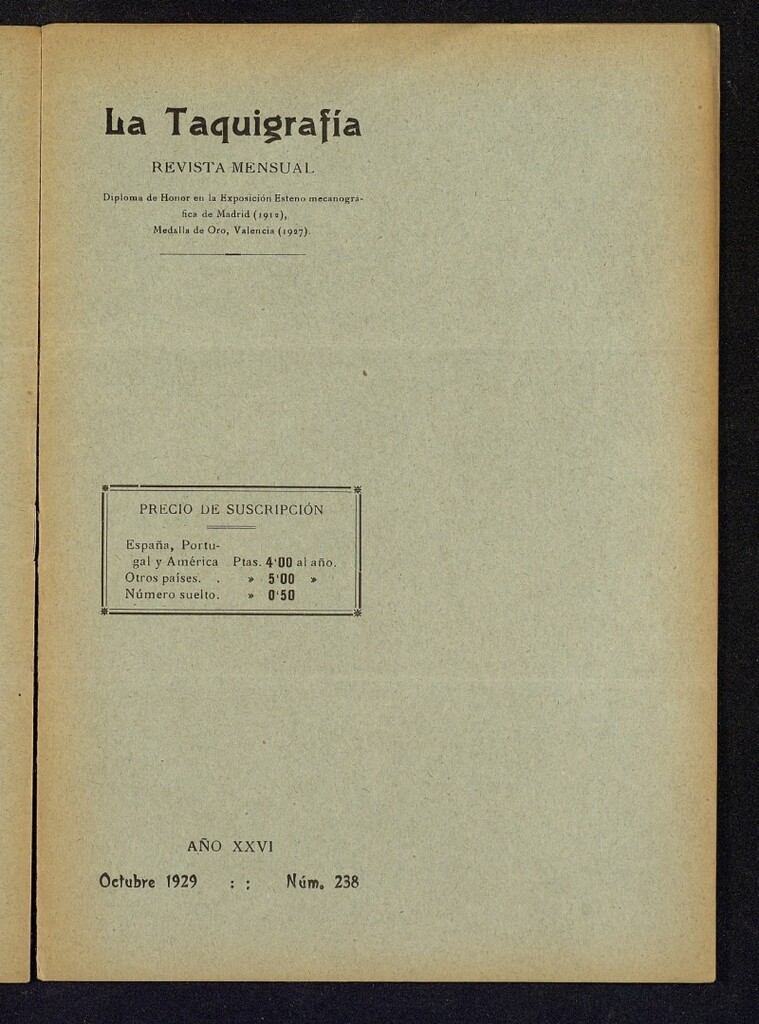 La Taquigrafía
REVISTA MENSUAL
Diploma de Honor en la Exposición Esteno mecanográ-
fica de Madrid (1912),
Medalla de Oro, Valencia (1927).
PRECIO DE SUSCRIPCIÓN
España, Portu-
gal y América Ptas. 4'00 al año.
Otros países. . » 5'00 »
Número suelto. » 0'50
AÑO XXVI
Octubre 1929 : : Núm. 238